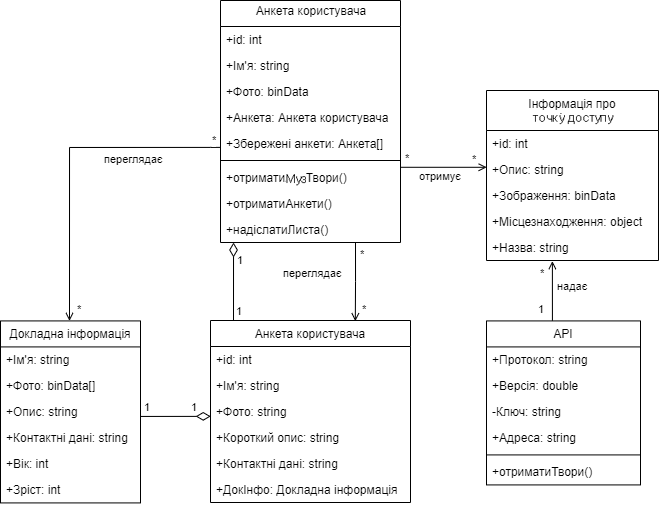 Анкета користувача
+id: int
+Ім'я: string
+Фото: binData
+Анкета: Анкета користувача
+Збережені анкети: Анкета[]
+отриматиМузТвори()
+отриматиАнкети()
+надіслатиЛиста()
Інформація про
точку доступу
+id: int
+Опис: string
+Зображення: binData
+Місцезнаходження: object
+Назва: string
*
переглядає
*
*
отримує
*
1
1
*
переглядає
*
*
надає
1
Докладна інформація
+Ім'я: string
+Фото: binData[]
+Опис: string
+Контактні дані: string
+Вік: int
+Зріст: int
1
1
Анкета користувача
+id: int
+Ім'я: string
+Фото: string
+Короткий опис: string
+Контактні дані: string
+ДокІнфо: Докладна інформація
API
+Протокол: string
+Версія: double
-Ключ: string
+Адреса: string
+отриматиТвори()